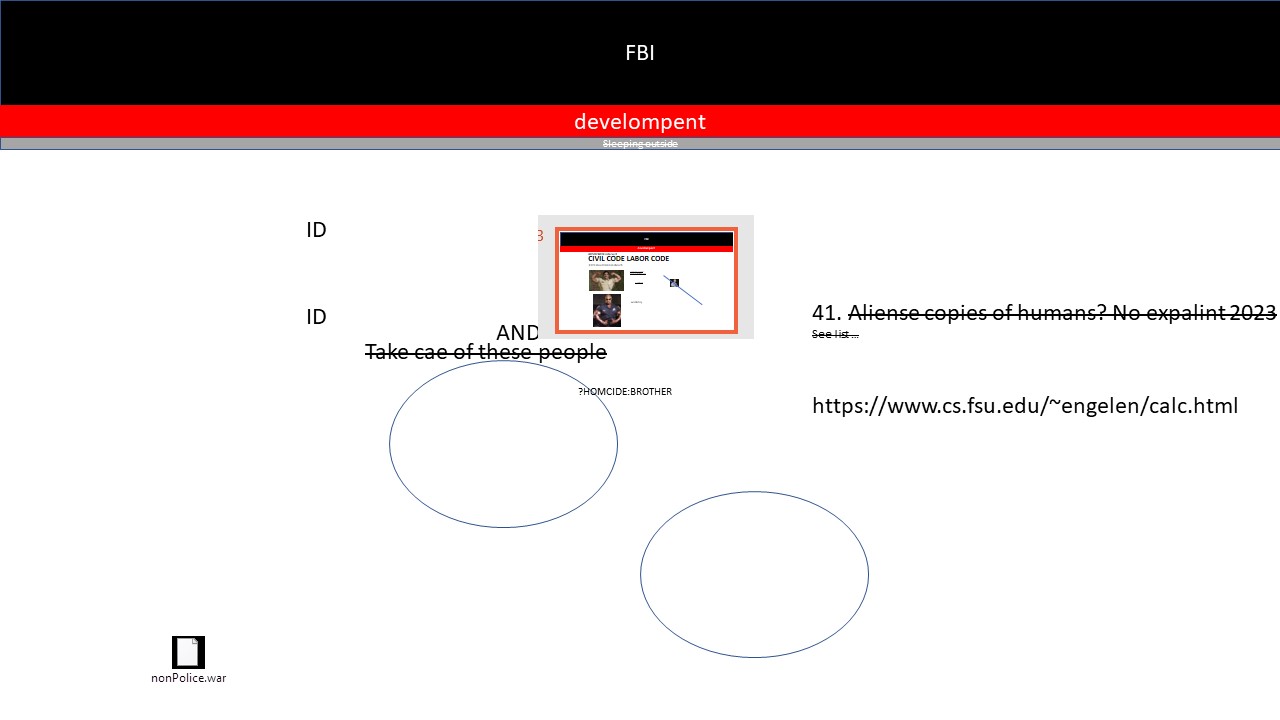 FBI
develompent
Sleeping outside
ID
3
FBI
develompent
CIVIL CODE LABOR CODE
ID
AND
Take cae of these people
41. Aliense copies of humans? No expalint 2023
See list ...
?HOMCIDE:BROTHER
https://www.cs.fsu.edu/~engelen/calc.html
nonPolice.war